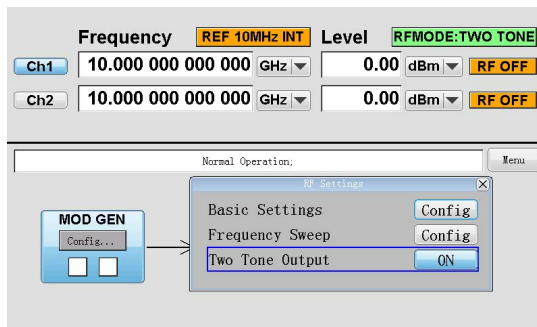 Frequency REF 10MHz INT Level RFMODE:TWO TONE
Ch1 10.000 000 000 000 GHz 0.00 dBm RF OFF
Ch2 10.000 000 000 000 GHz 0.00 dBm RF OFF
Normal Operation; Menu
RF Settings X
Basic Settings Config
MOD GEN
Frequency Sweep Config
Config...
Two Tone Output ON